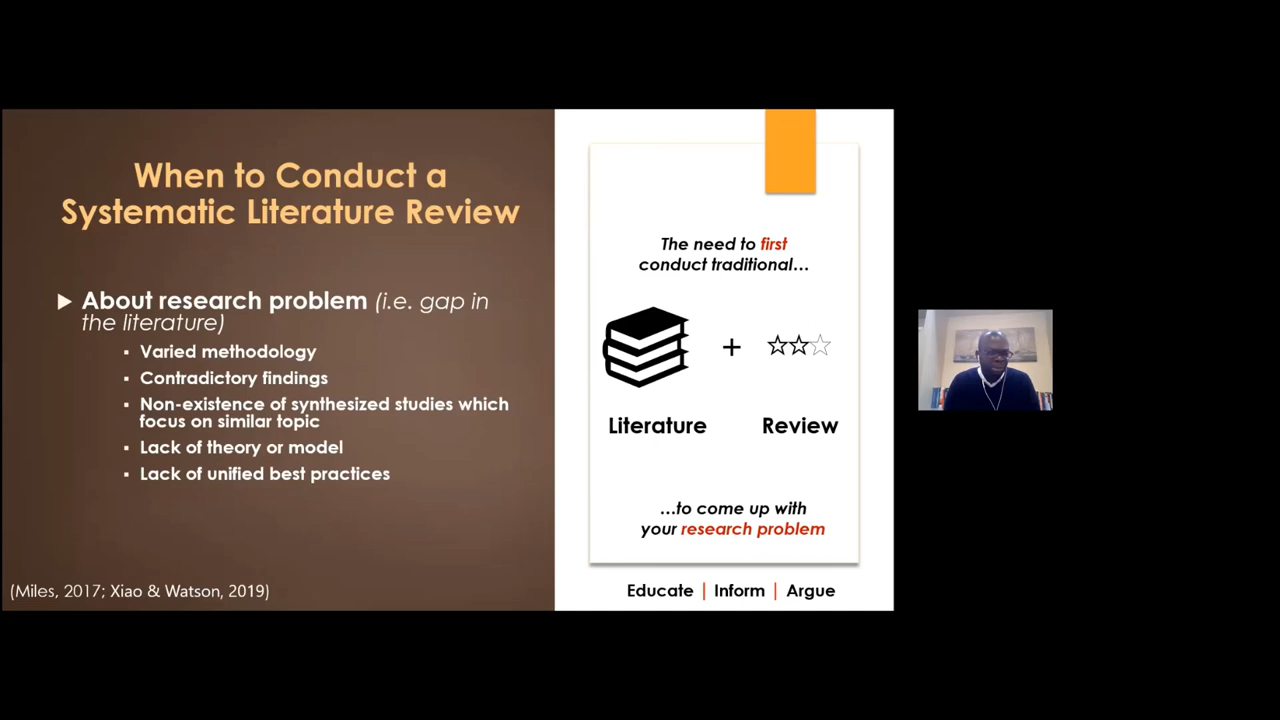 When to Conduct a
Systematic Literature Review
About research problem (i.e. gap in
the literature)
Varied methodology
Contradictory findings
Non-existence of synthesized studies which
focus on similar topic
Lack of theory or model
Lack of unified best practices
(Miles, 2017; Xiao & Watson, 2019)
The need to first
conduct traditional...
+
Literature Review
...to come up with
your research problem
Educate | Inform | Argue